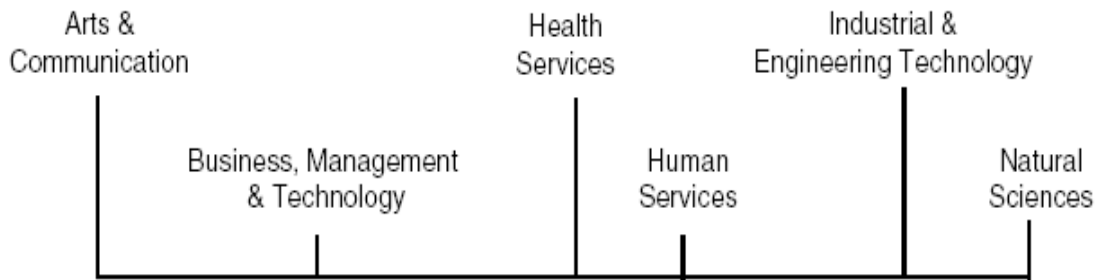 Arts &
Communication
Health
Services
Industrial &
Engineering Technology
Business, Management
& Technology
Human
Services
Natural
Sciences